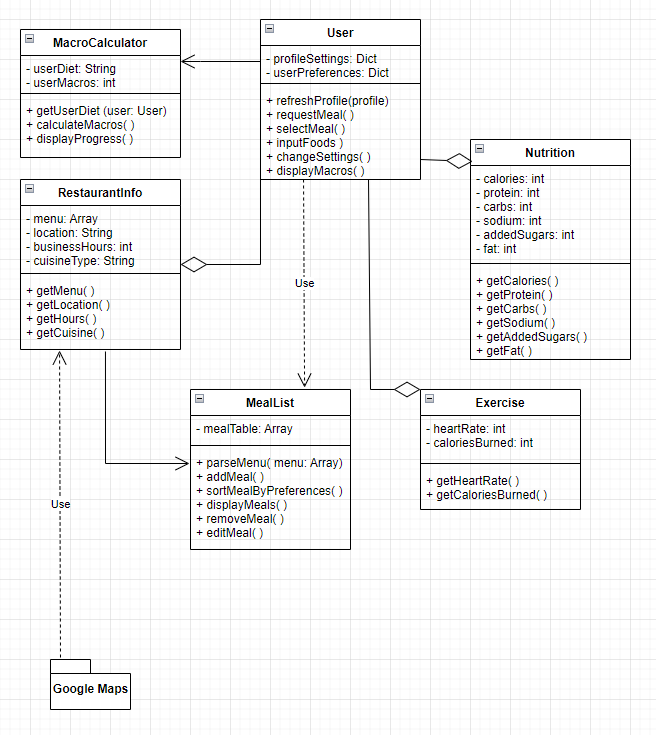 MacroCalculator
- userDiet: String
- userMacros: int
+ getUserDiet (user: User)
+ calculateMacros( )
+ displayProgress( )
User
- profileSettings: Dict
- userPreferences: Dict
+ refreshProfile(profile)
+ requestMeal( )
+ selectMeal( )
+ inputFoods )
+ changeSettings( )
+ displayMacros( )
Nutrition
- calories: int
- protein: int
- carbs: int
- sodium: int
- addedSugars: int
- fat: int
+ getCalories( )
+ getProtein( )
+ getCarbs( )
+ getSodium( )
+ getAddedSugars( )
+ getFat( )
RestaurantInfo
- menu: Array
- location: String
- businessHours: int
- cuisineType: String
+ getMenu( )
+ getLocation( )
+ getHours( )
+ getCuisine( )
Use
MealList
- mealTable: Array
+ parseMenu( menu: Array)
+ addMeal( )
+ sortMealByPreferences( )
+ displayMeals( )
+ removeMeal( )
+ editMeal( )
Exercise
- heartRate: int
- caloriesBurned: int
+ getHeartRate( )
+ getCaloriesBurned( )
Use
Google Maps